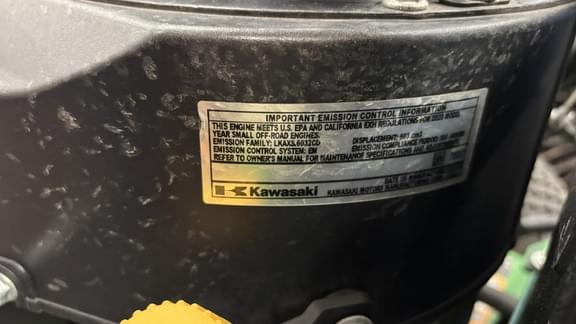 IMPORTANT EMISSION CONTROL INFORMATION
THIS ENGINE MEETS U.S. EPA AND CALIFORNIA EXH REGULATIONS FOR 2020 MODEL
YEAR SMALL OFF-ROAD ENGINES.
EMISSION FAMILY: LKAXS.6032CD DISPLACEMENT: 603
EMISSION CONTROL SYSTEM: EM EMISSION COMPLIANCE PERIOD:
REFER TO OWNER'S MANUAL FOR MAINTENANCE SPECIFICATIONS AND
Kawasaki KAWASAKI MOTORS